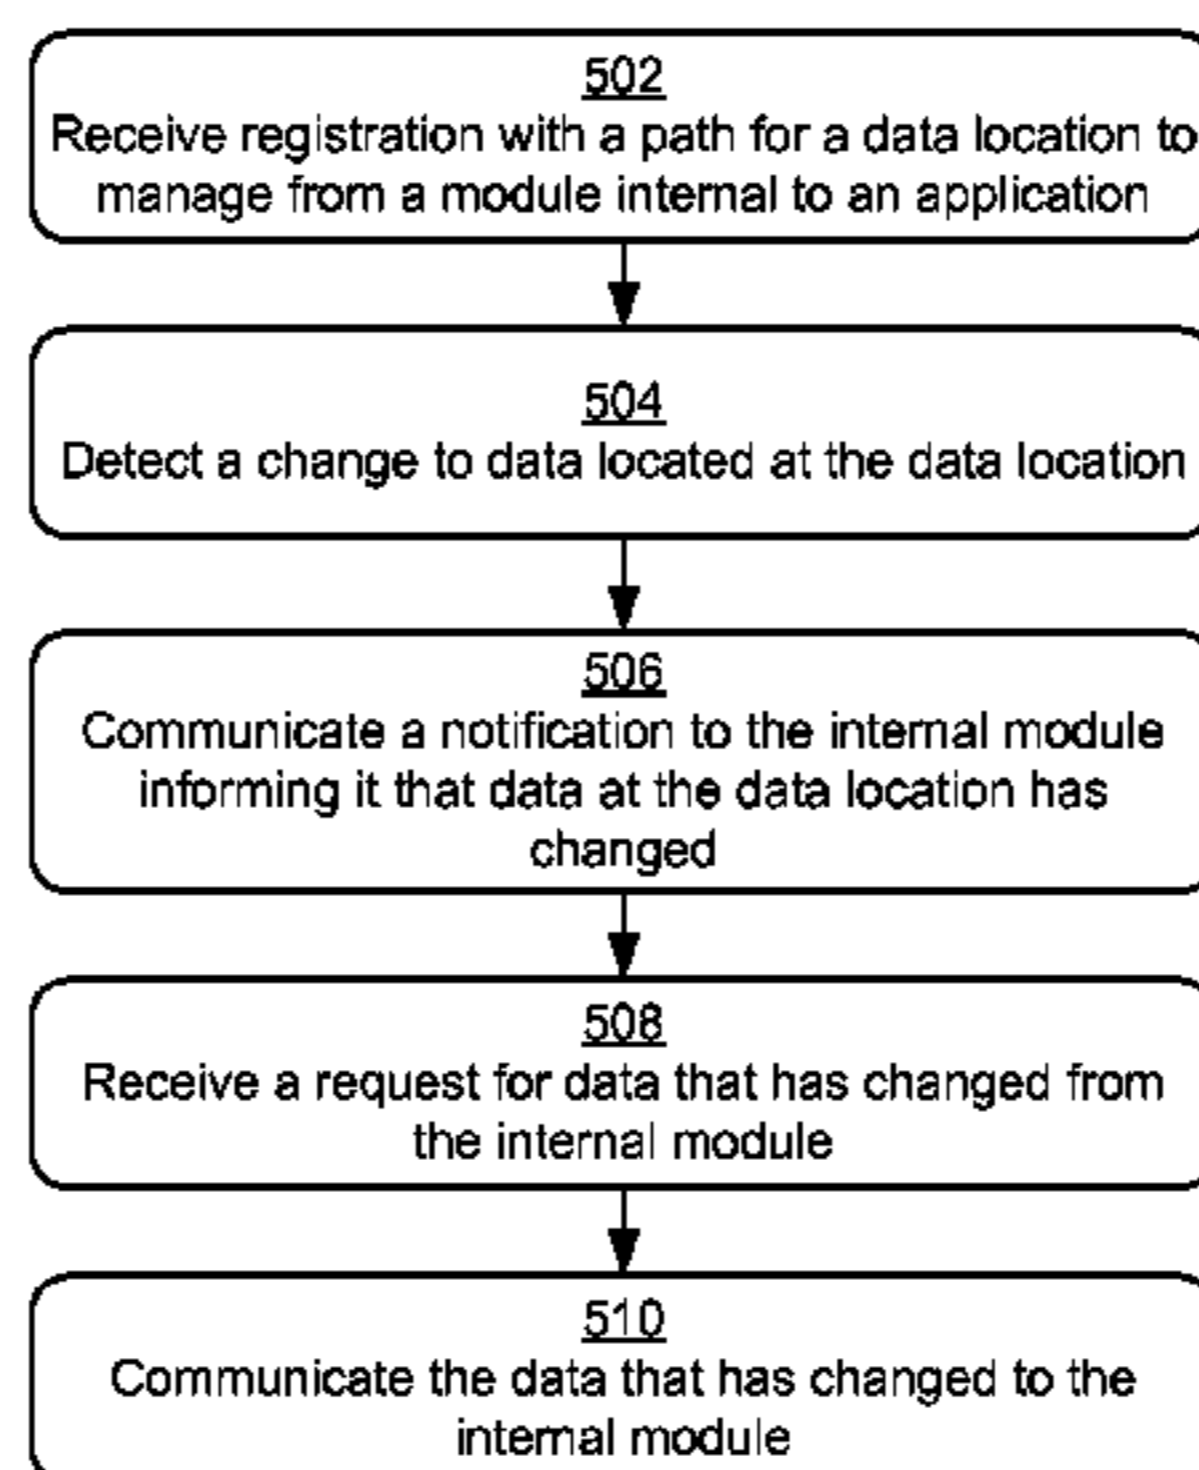 502
Receive registration with a path for a data location to
manage from a module internal to an application
504
Detect a change to data located at the data location
506
Communicate a notification to the internal module
informing it that data at the data location has
changed
508
Receive a request for data that has changed from
the internal module
510
Communicate the data that has changed to the
internal module